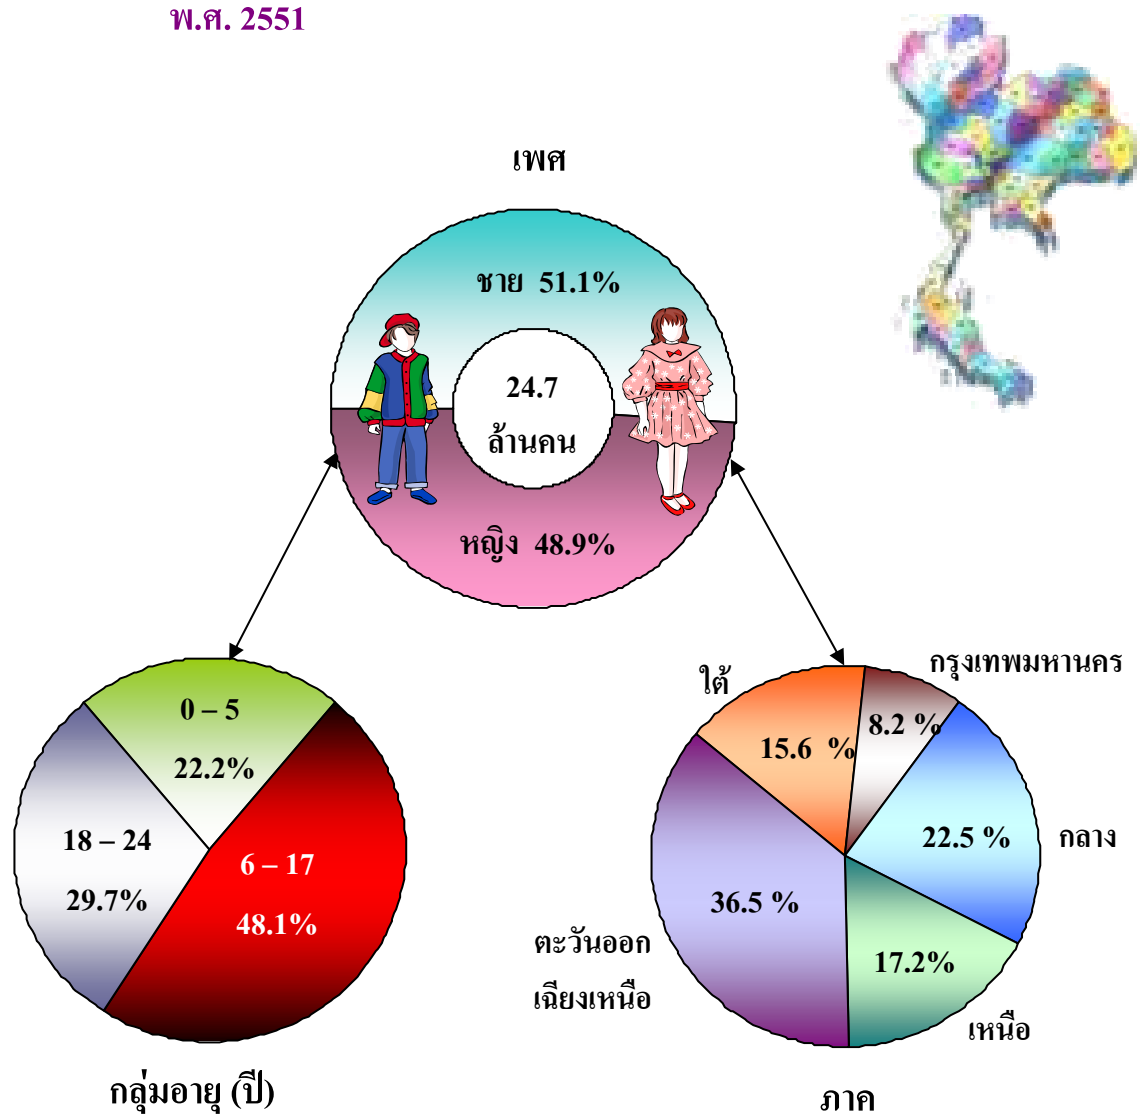 พ.ศ. 2551
เพศ
ชาย 51.1%
24.7
ล้านคน
หญิง 48.9%
0 – 5
22.2%
18 – 24
29.7%
6 – 17
48.1%
กลุ่มอายุ (ปี)
ใต้
15.6 %
กรุงเทพมหานคร
8.2 %
22.5 %
กลาง
36.5 %
ตะวันออก
เฉียงเหนือ
17.2%
เหนือ
ภาค